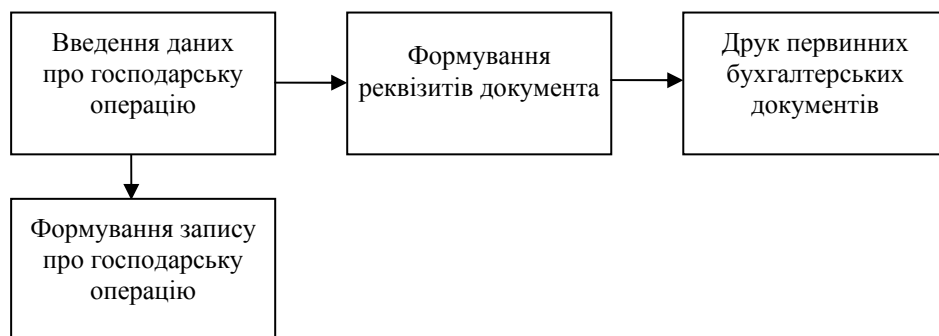 Введення даних
про господарську
операцію
Формування
реквізитів документа
Друк первинних
бухгалтерських
документів
Формування запису
про господарську
операцію